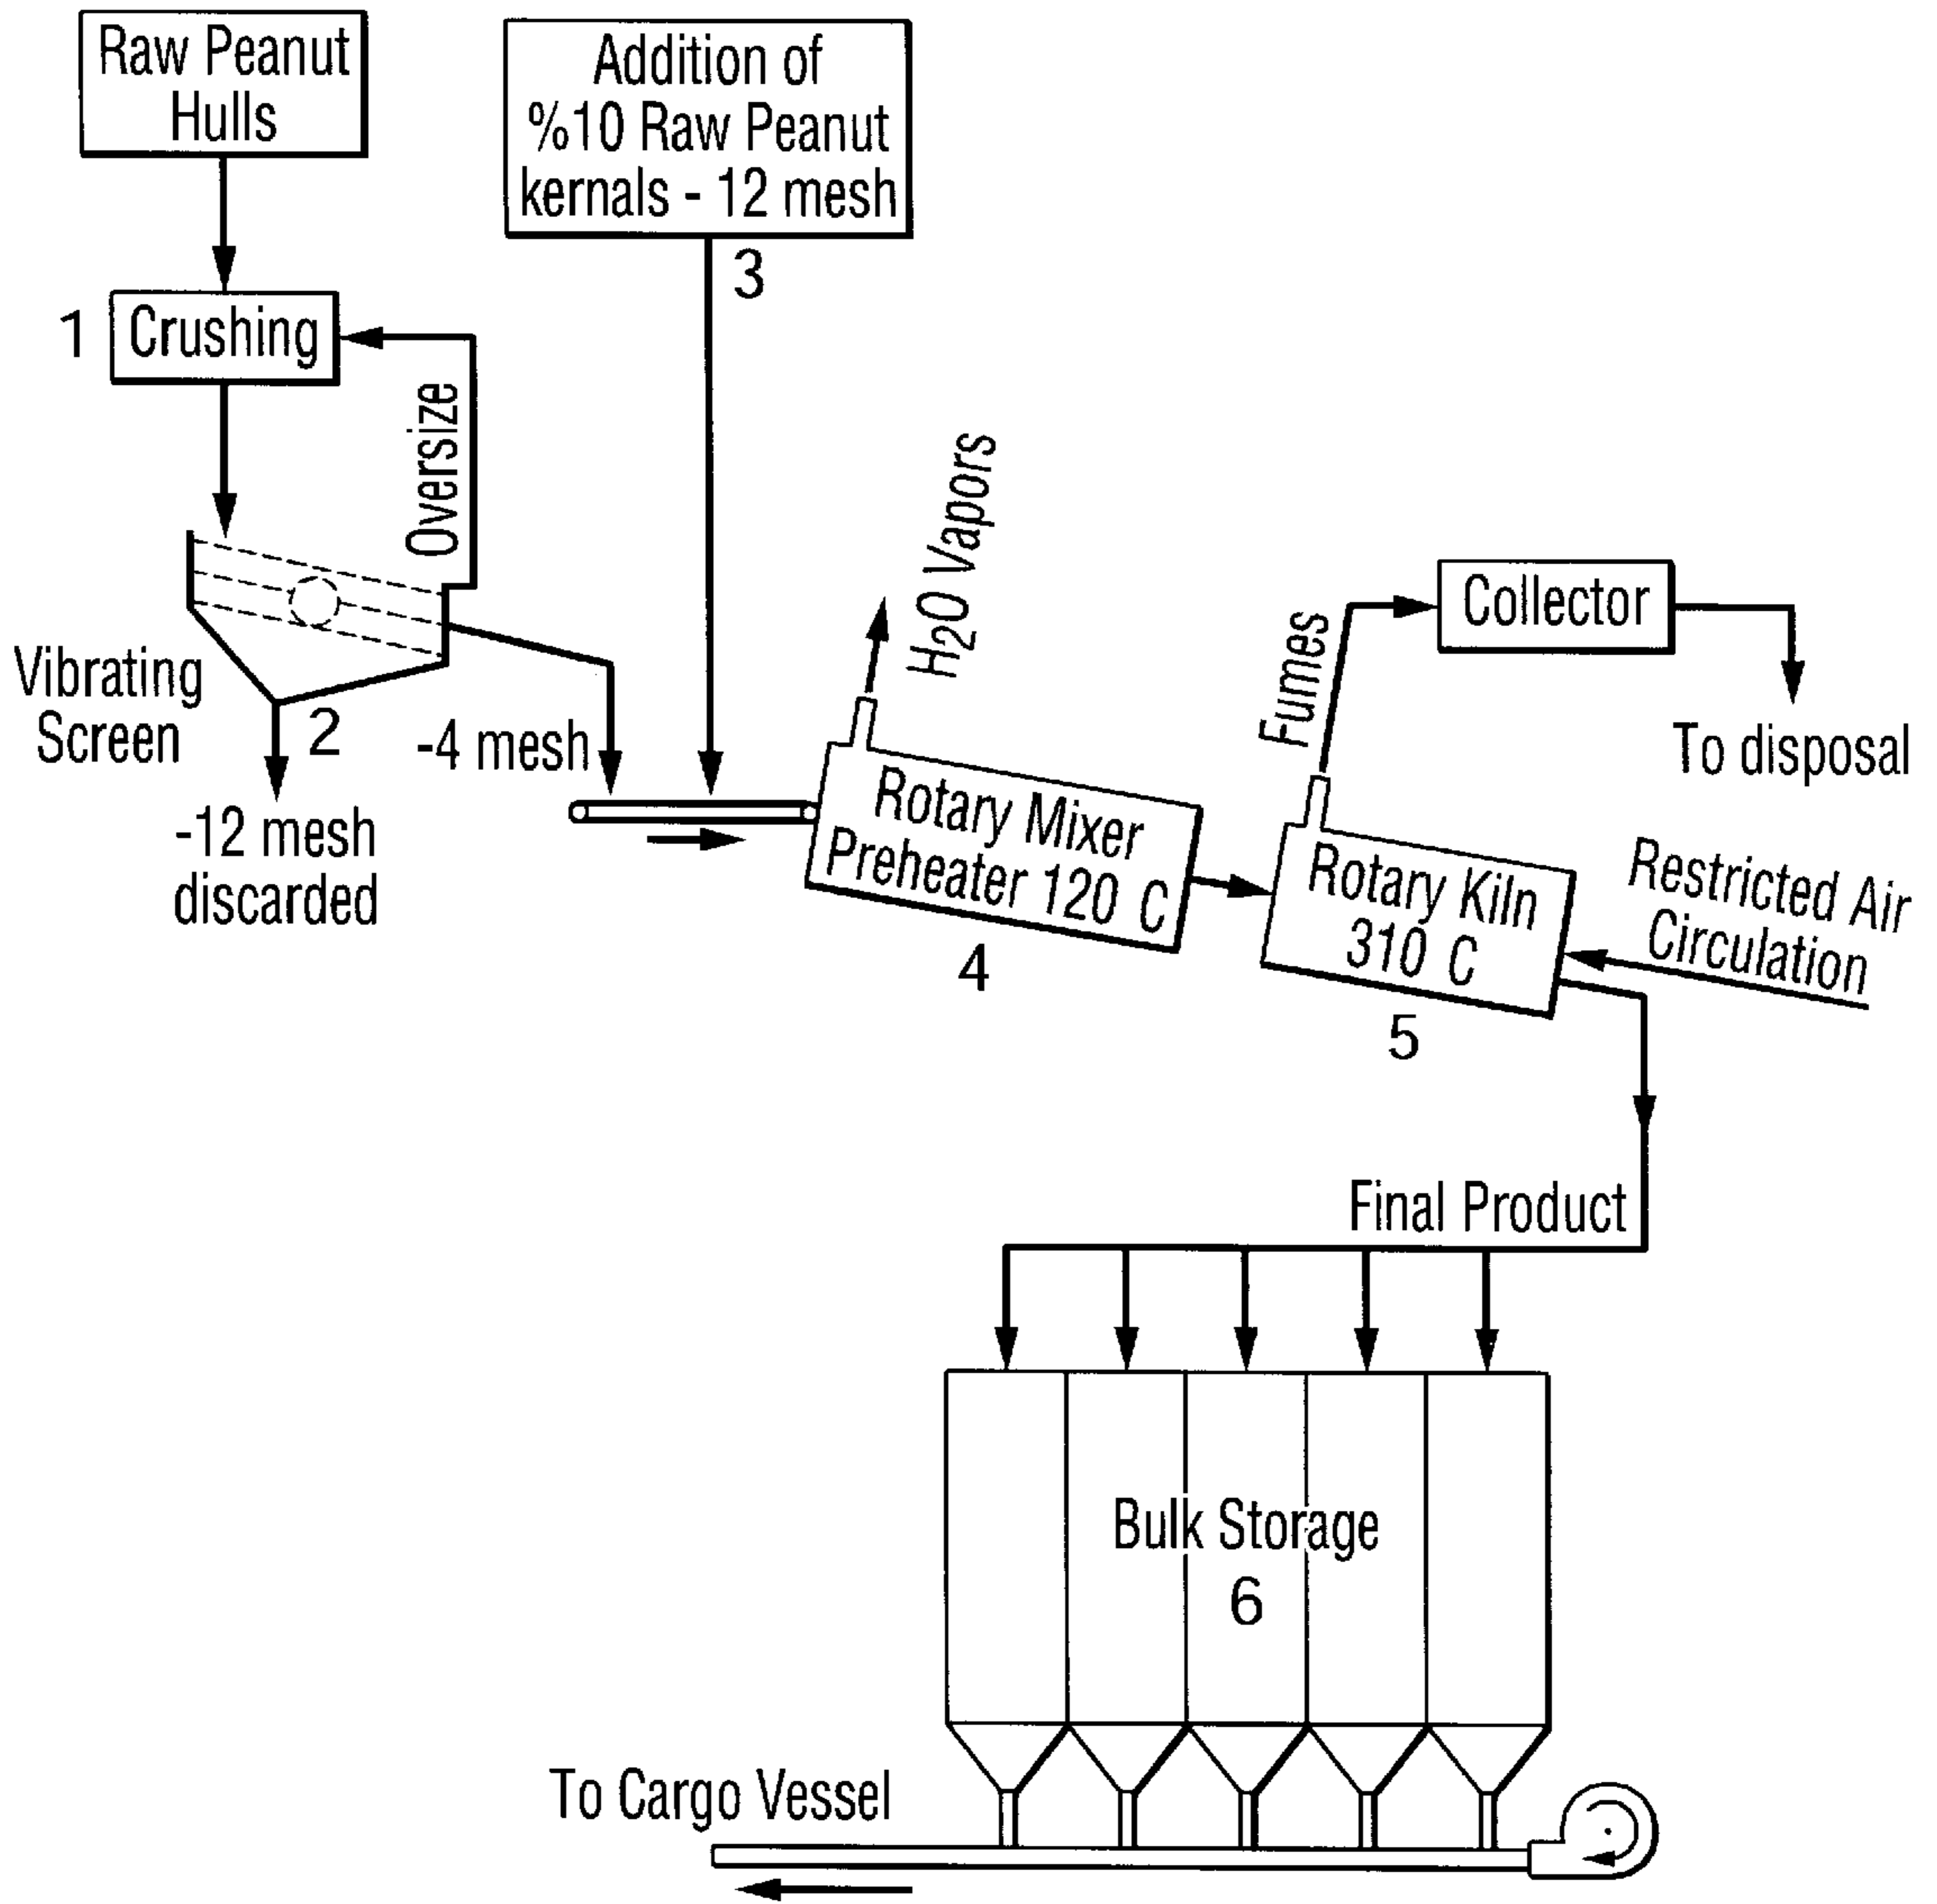 Raw Peanut
Hulls
Addition of
%10 Raw Peanut
kernals - 12 mesh
3
1
Crushing
Oversize
Vibrating
Screen
2
-12 mesh
discarded
-4 mesh
H2O Vapors
Rotary Mixer
Preheater 120 C
4
Fumes
Collector
To disposal
Rotary Kiln
310 C
5
Restricted Air
Circulation
Final Product
Bulk Storage
6
To Cargo Vessel